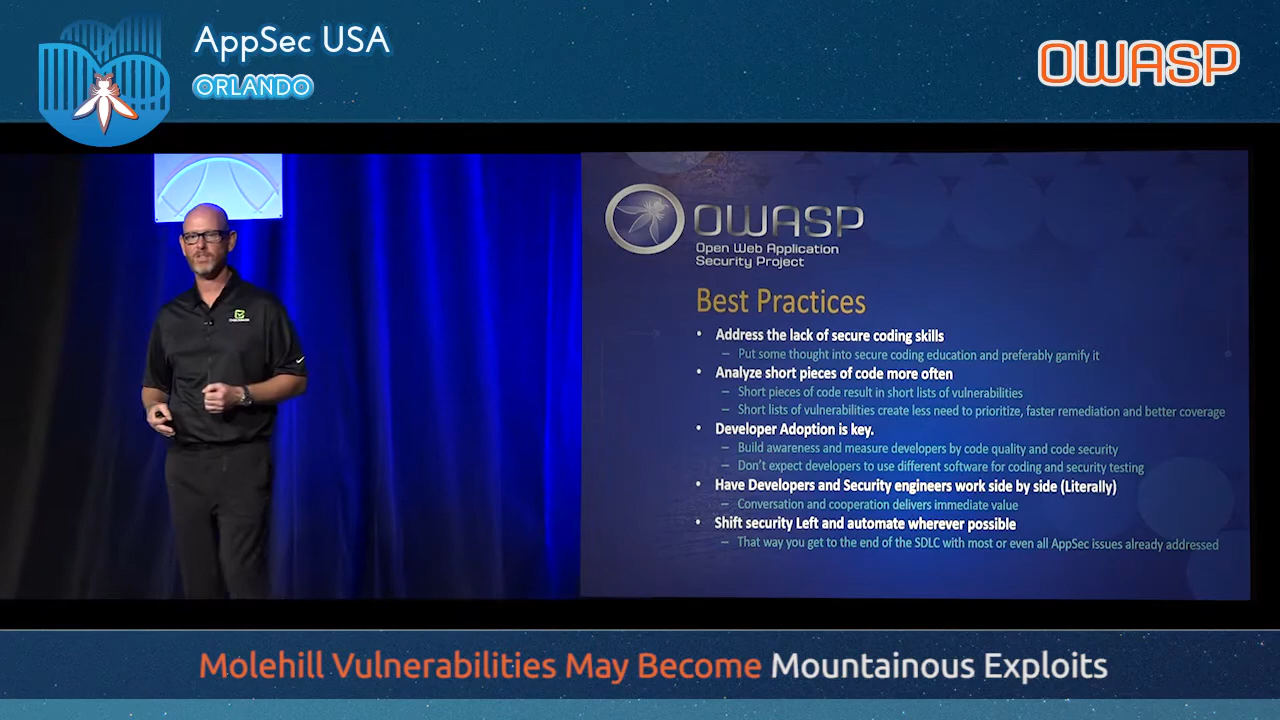 AppSec USA
ORLANDO
OWASP
OWASP
Open Web Application
Security Project
Best Practices
• Address the lack of secure coding skills
– Put some thought into secure coding education and preferably gamify it
• Analyze short pieces of code more often
– Short pieces of code result in short lists of vulnerabilities
– Short lists of vulnerabilities create less need to prioritize, faster remediation and better coverage
• Developer Adoption is key.
– Build awareness and measure developers by code quality and code security
– Don't expect developers to use different software for coding and security testing
• Have Developers and Security engineers work side by side (Literally)
– Conversation and cooperation delivers immediate value
• Shift security Left and automate wherever possible
– That way you get to the end of the SDLC with most or even all AppSec issues already addressed
Molehill Vulnerabilities May Become Mountainous Exploits